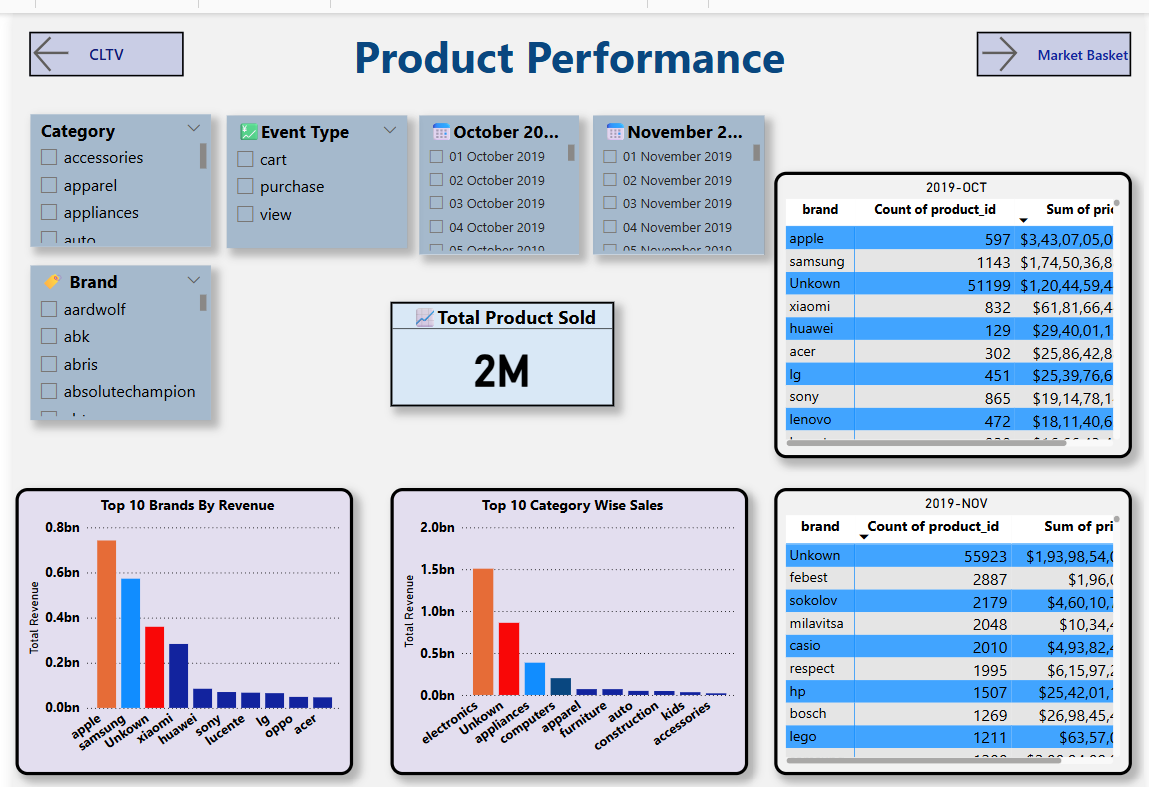 CLTV
Product Performance
Market Basket
Category
accessories
apparel
appliances
auto
Event Type
cart
purchase
view
October 20...
01 October 2019
02 October 2019
03 October 2019
04 October 2019
05 October 2019
November 2...
01 November 2019
02 November 2019
03 November 2019
04 November 2019
05 November 2019
Brand
aardwolf
abk
abris
absolutechampion
Total Product Sold
2M
2019-OCT
brand Count of product_id Sum of pri
apple 597 $3,43,07,05,0
samsung 1143 $1,74,50,36,8
Unkown 51199 $1,20,44,59,4
xiaomi 832 $61,81,66,4
huawei 129 $29,40,01,1
acer 302 $25,86,42,8
lg 451 $25,39,76,6
sony 865 $19,14,78,1
lenovo 472 $18,11,40,6
Top 10 Brands By Revenue
Total Revenue
0.8bn
0.6bn
0.4bn
0.2bn
0.0bn
apple
samsung
Unkown
xiaomi
huawei
sony
lucente
lg
oppo
acer
Top 10 Category Wise Sales
Total Revenue
2.0bn
1.5bn
1.0bn
0.5bn
0.0bn
electronics
Unkown
appliances
computers
apparel
furniture
auto
construction
kids
accessories
2019-NOV
brand Count of product_id Sum of pri
Unkown 55923 $1,93,98,54,0
febest 2887 $1,96,0
sokolov 2179 $4,60,10,7
milavitsa 2048 $10,34,4
casio 2010 $4,93,82,4
respect 1995 $6,15,97,2
hp 1507 $25,42,01,1
bosch 1269 $26,98,45,4
lego 1211 $63,57,0